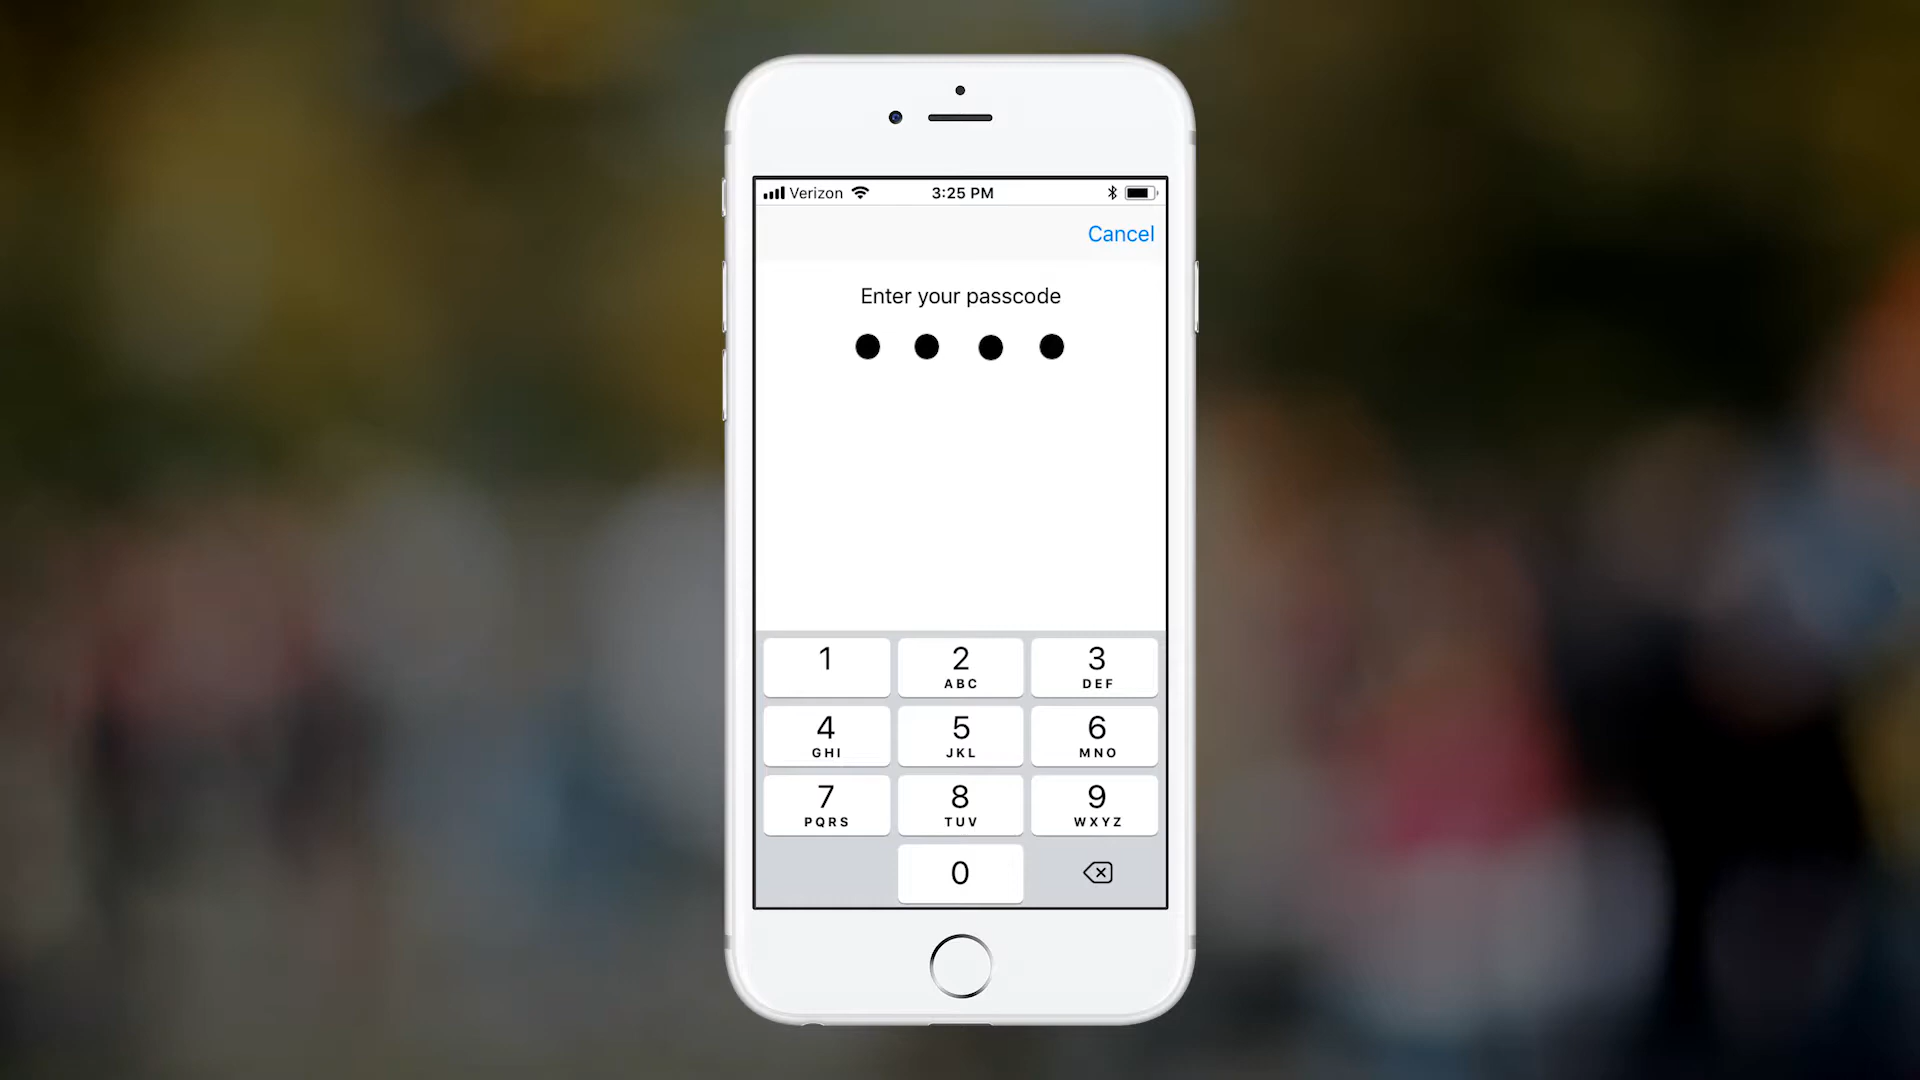 Verizon 3:25 PM
Cancel
Enter your passcode
1 2 3
ABC DEF
4 5 6
GHI JKL MNO
7 8 9
PQRS TUV WXYZ
0